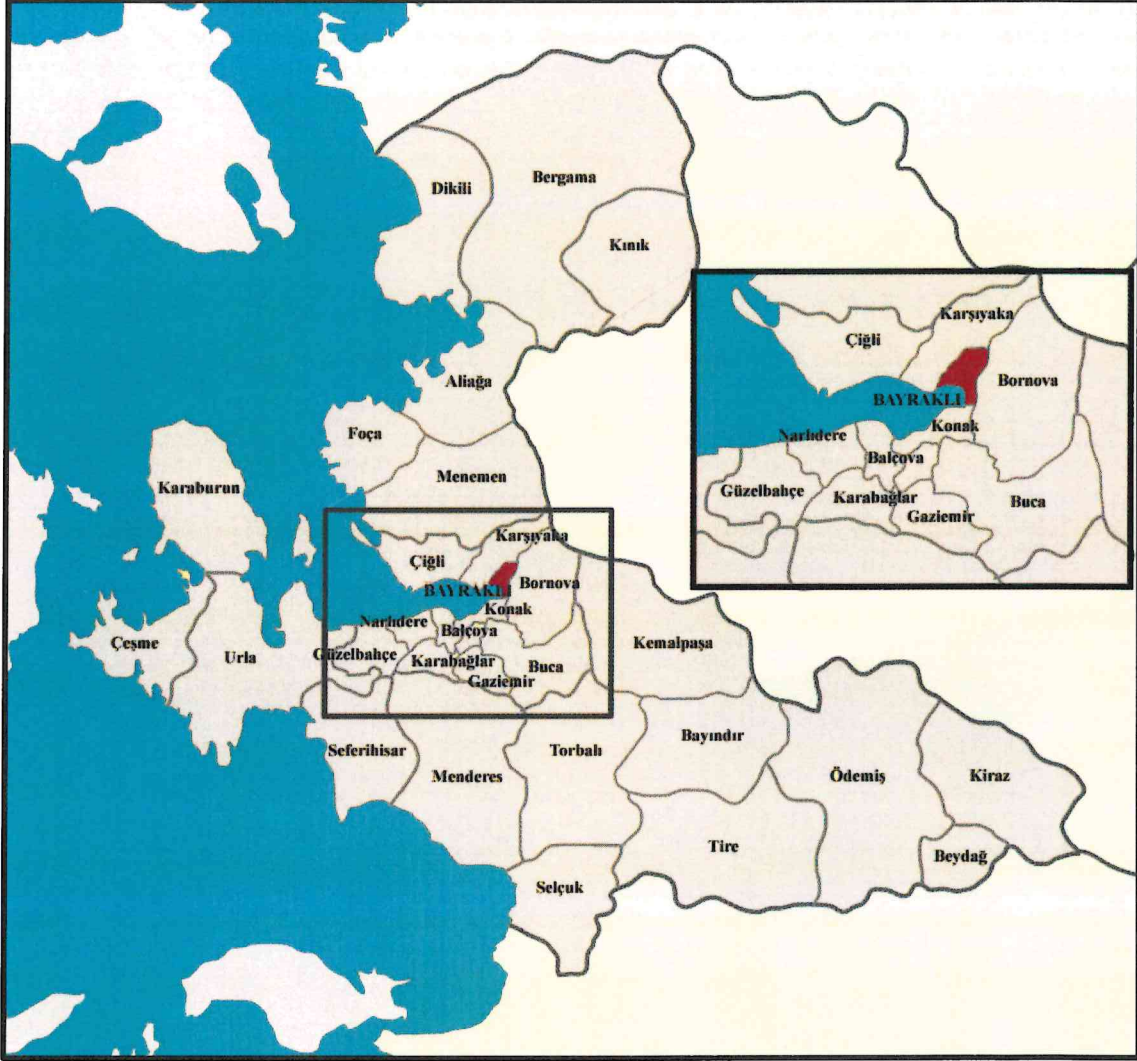 Dikili
Bergama
Kınık
Aliağa
Foça
Menemen
Karaburun
Karşıyaka
Çiğli
BAYRAKLI
Bornova
Konak
Narlıdere
Balçova
Güzelbahçe
Karabağlar
Gaziemir
Buca
Çeşme
Urla
Kemalpaşa
Seferihisar
Menderes
Torbalı
Bayındır
Ödemiş
Kiraz
Tire
Beydağ
Selçuk
Karşıyaka
Çiğli
Bornova
BAYRAKLI
Konak
Narlıdere
Balçova
Güzelbahçe
Karabağlar
Gaziemir
Buca